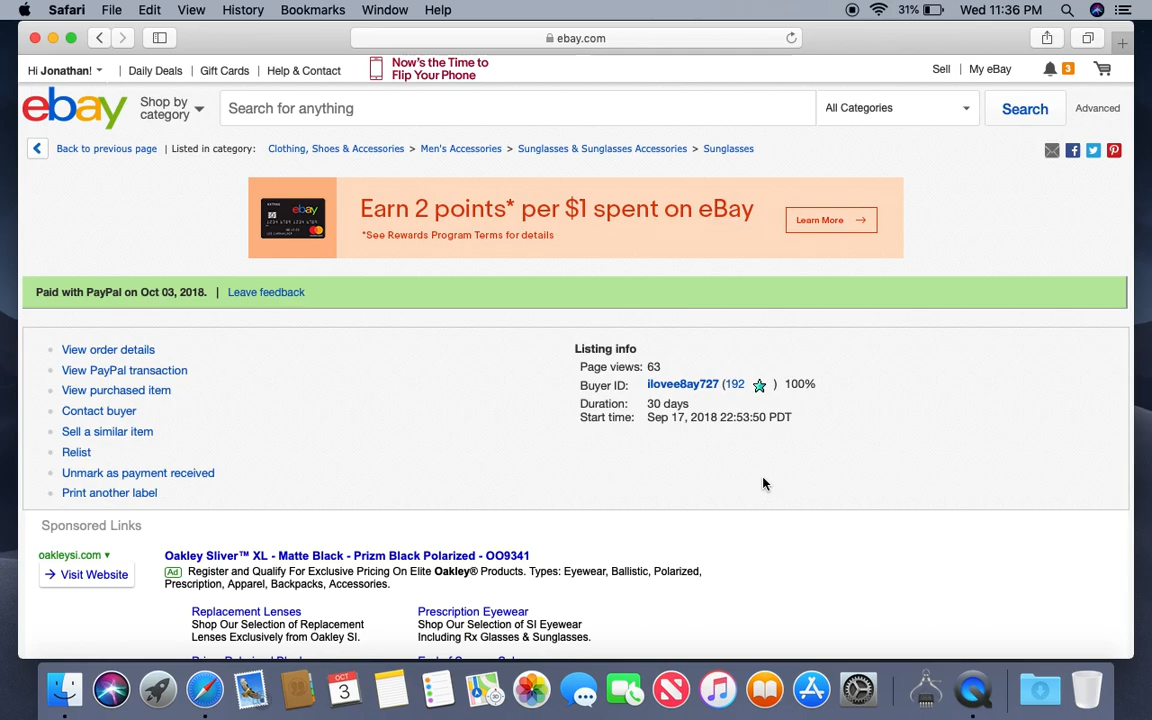 Safari File Edit View History Bookmarks Window Help 31% Wed 11:36 PM
ebay.com
Hi Jonathan! | Daily Deals | Gift Cards | Help & Contact
Now's the Time to
Flip Your Phone
Sell | My eBay 3
ebay
Shop by
category
Search for anything
All Categories
Search
Advanced
Back to previous page | Listed in category: Clothing, Shoes & Accessories > Men's Accessories > Sunglasses & Sunglasses Accessories > Sunglasses
ebay
Earn 2 points* per $1 spent on eBay
*See Rewards Program Terms for details
Learn More
Paid with PayPal on Oct 03, 2018. | Leave feedback
View order details
View PayPal transaction
View purchased item
Contact buyer
Sell a similar item
Relist
Unmark as payment received
Print another label
Listing info
Page views: 63
Buyer ID: ilovee8ay727 (192 ) 100%
Duration: 30 days
Start time: Sep 17, 2018 22:53:50 PDT
Sponsored Links
oakleysi.com
Visit Website
Oakley Sliver™ XL - Matte Black - Prizm Black Polarized - OO9341
Ad Register and Qualify For Exclusive Pricing On Elite Oakley® Products. Types: Eyewear, Ballistic, Polarized,
Prescription, Apparel, Backpacks, Accessories.
Replacement Lenses
Shop Our Selection of Replacement
Lenses Exclusively from Oakley SI.
Prescription Eyewear
Shop Our Selection of SI Eyewear
Including Rx Glasses & Sunglasses.
OCT
3